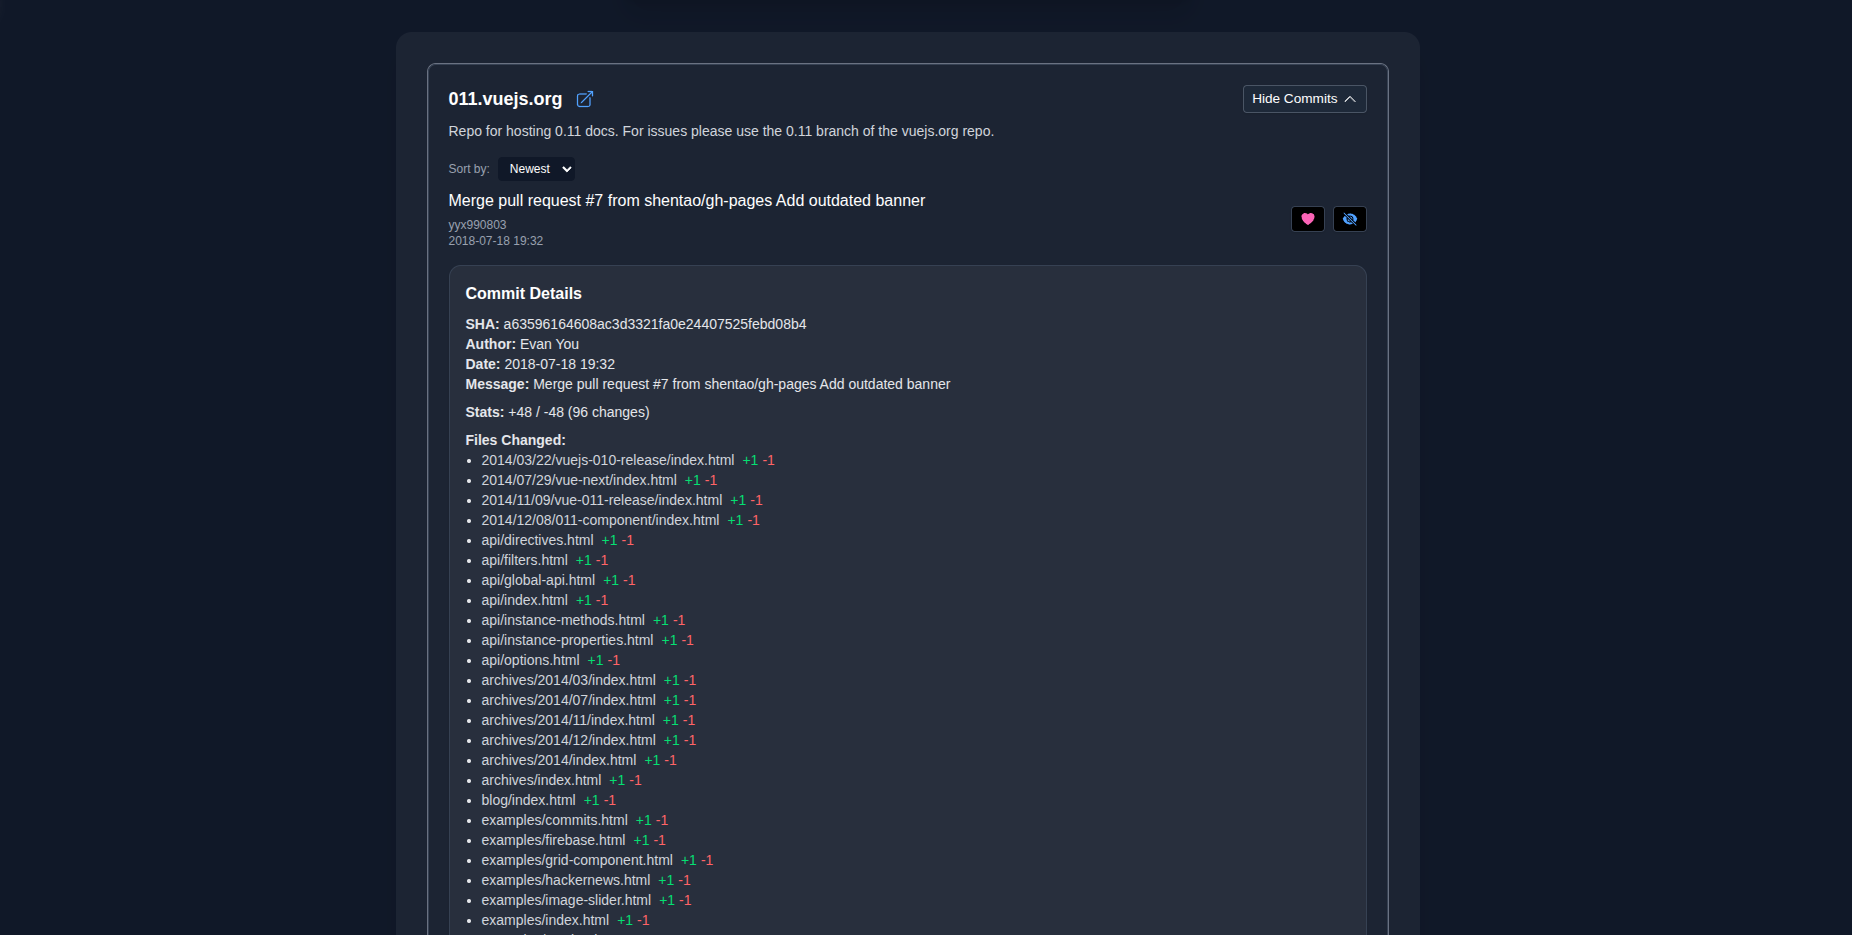 011.vuejs.org
Hide Commits
Repo for hosting 0.11 docs. For issues please use the 0.11 branch of the vuejs.org repo.
Sort by: Newest
Merge pull request #7 from shentao/gh-pages Add outdated banner
yyx990803
2018-07-18 19:32
Commit Details
SHA: a63596164608ac3d3321fa0e24407525febd08b4
Author: Evan You
Date: 2018-07-18 19:32
Message: Merge pull request #7 from shentao/gh-pages Add outdated banner
Stats: +48 / -48 (96 changes)
Files Changed:
2014/03/22/vuejs-010-release/index.html +1 -1
2014/07/29/vue-next/index.html +1 -1
2014/11/09/vue-011-release/index.html +1 -1
2014/12/08/011-component/index.html +1 -1
api/directives.html +1 -1
api/filters.html +1 -1
api/global-api.html +1 -1
api/index.html +1 -1
api/instance-methods.html +1 -1
api/instance-properties.html +1 -1
api/options.html +1 -1
archives/2014/03/index.html +1 -1
archives/2014/07/index.html +1 -1
archives/2014/11/index.html +1 -1
archives/2014/12/index.html +1 -1
archives/2014/index.html +1 -1
archives/index.html +1 -1
blog/index.html +1 -1
examples/commits.html +1 -1
examples/firebase.html +1 -1
examples/grid-component.html +1 -1
examples/hackernews.html +1 -1
examples/image-slider.html +1 -1
examples/index.html +1 -1